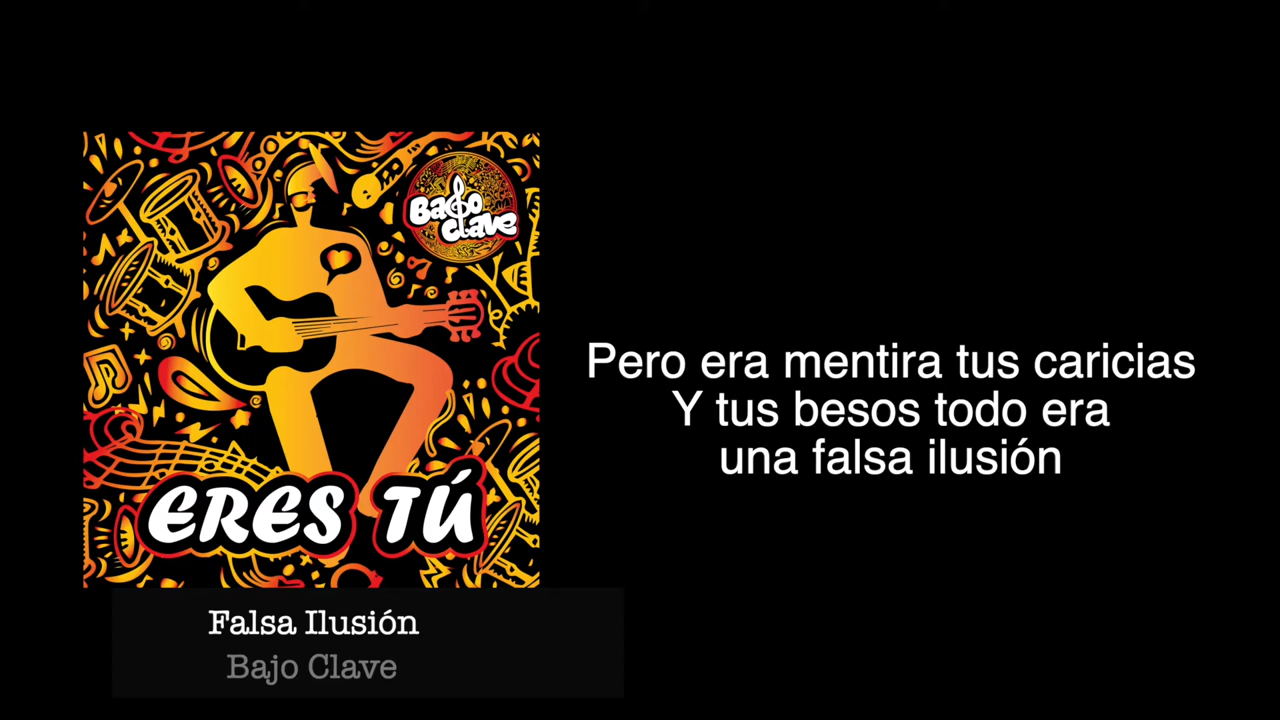 Bajo
Clave
ERES TÚ
Pero era mentira tus caricias
Y tus besos todo era
una falsa ilusión
Falsa Ilusión
Bajo Clave